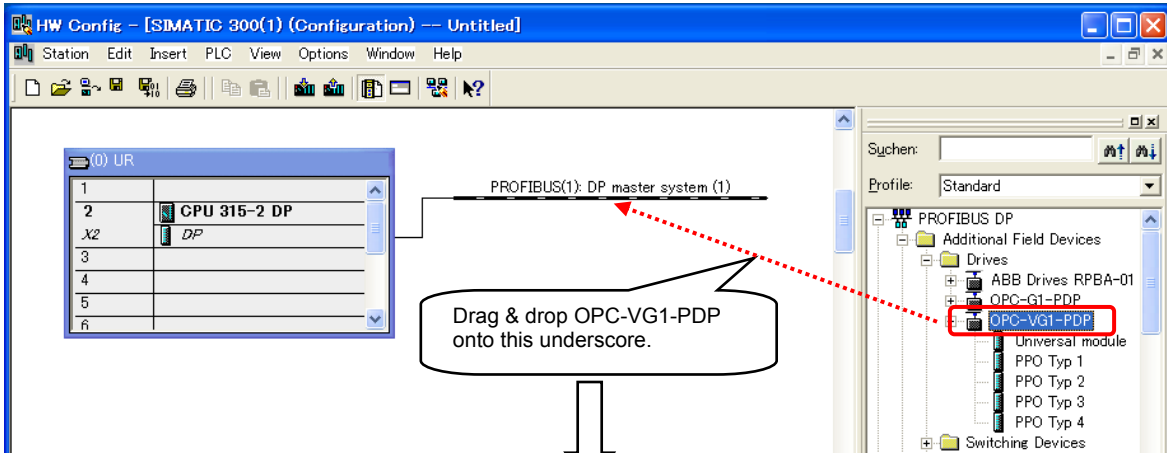 HW Config - [SIMATIC 300(1) (Configuration) -- Untitled]
Station Edit Insert PLC View Options Window Help
(0) UR
1
2 CPU 315-2 DP
X2 DP
3
4
5
6
PROFIBUS(1): DP master system (1)
Drag & drop OPC-VG1-PDP
onto this underscore.
Suchen:
Profile: Standard
PROFIBUS DP
Additional Field Devices
Drives
ABB Drives RPBA-01
OPC-G1-PDP
OPC-VG1-PDP
Universal module
PPO Typ 1
PPO Typ 2
PPO Typ 3
PPO Typ 4
Switching Devices